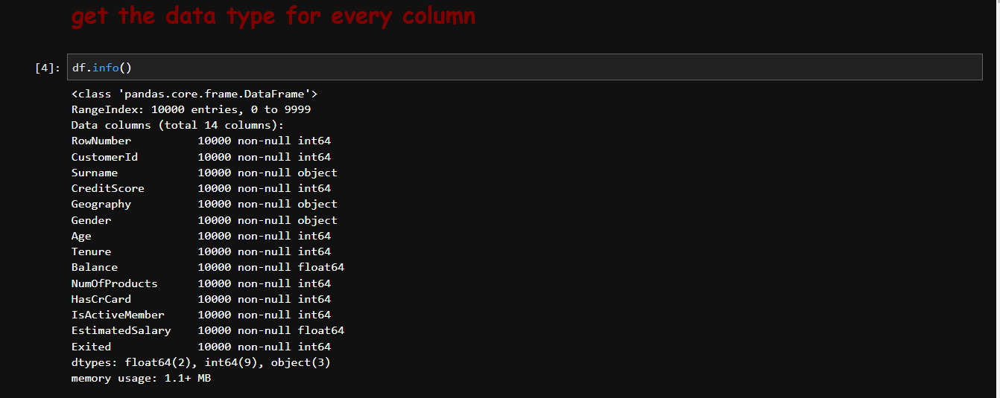 get the data type for every column
[4]: df.info()
<class 'pandas.core.frame.DataFrame'>
RangeIndex: 10000 entries, 0 to 9999
Data columns (total 14 columns):
RowNumber          10000 non-null int64
CustomerId         10000 non-null int64
Surname            10000 non-null object
CreditScore        10000 non-null int64
Geography          10000 non-null object
Gender             10000 non-null object
Age                10000 non-null int64
Tenure             10000 non-null int64
Balance            10000 non-null float64
NumOfProducts      10000 non-null int64
HasCrCard          10000 non-null int64
IsActiveMember     10000 non-null int64
EstimatedSalary    10000 non-null float64
Exited             10000 non-null int64
dtypes: float64(2), int64(9), object(3)
memory usage: 1.1+ MB